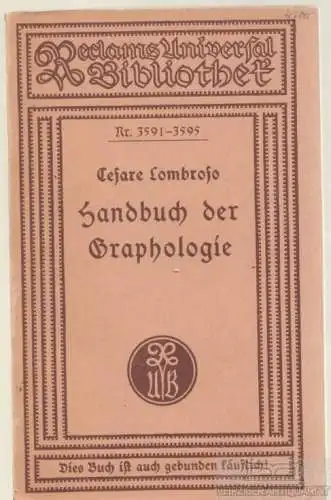 Reclams Universal
Bibliothek
Nr. 3591–3595
Cesare Lombroso
Handbuch der
Graphologie
UB
Dies Buch ist auch gebunden käuflich!